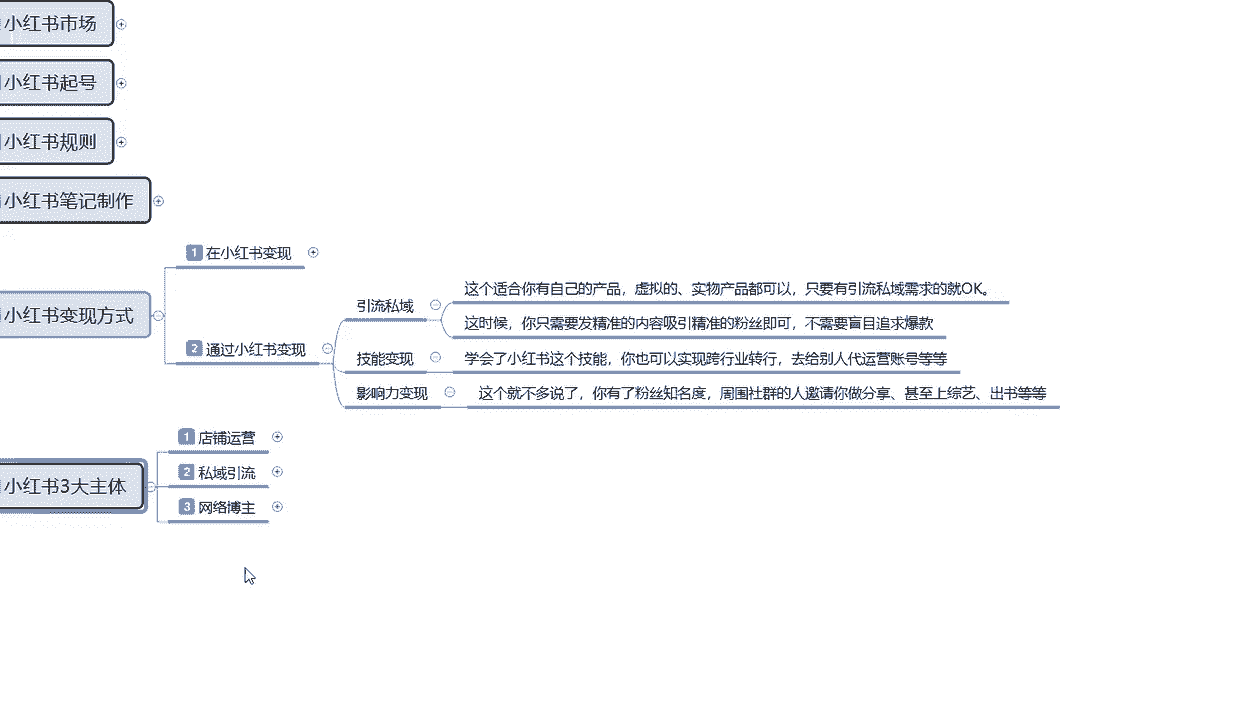 小红书市场
小红书起号
小红书规则
小红书笔记制作
小红书变现方式
1 在小红书变现
2 通过小红书变现
引流私域
这个适合你有自己的产品，虚拟的、实物产品都可以，只要有引流私域需求的就OK。
这时候，你只需要发精准的内容吸引精准的粉丝即可，不需要盲目追求爆款
技能变现
学会了小红书这个技能，你也可以实现跨行业转行，去给别人代运营账号等等
影响力变现
这个就不多说了，你有了粉丝知名度，周围社群的人邀请你做分享、甚至上综艺、出书等等
小红书3大主体
1 店铺运营
2 私域引流
3 网络博主